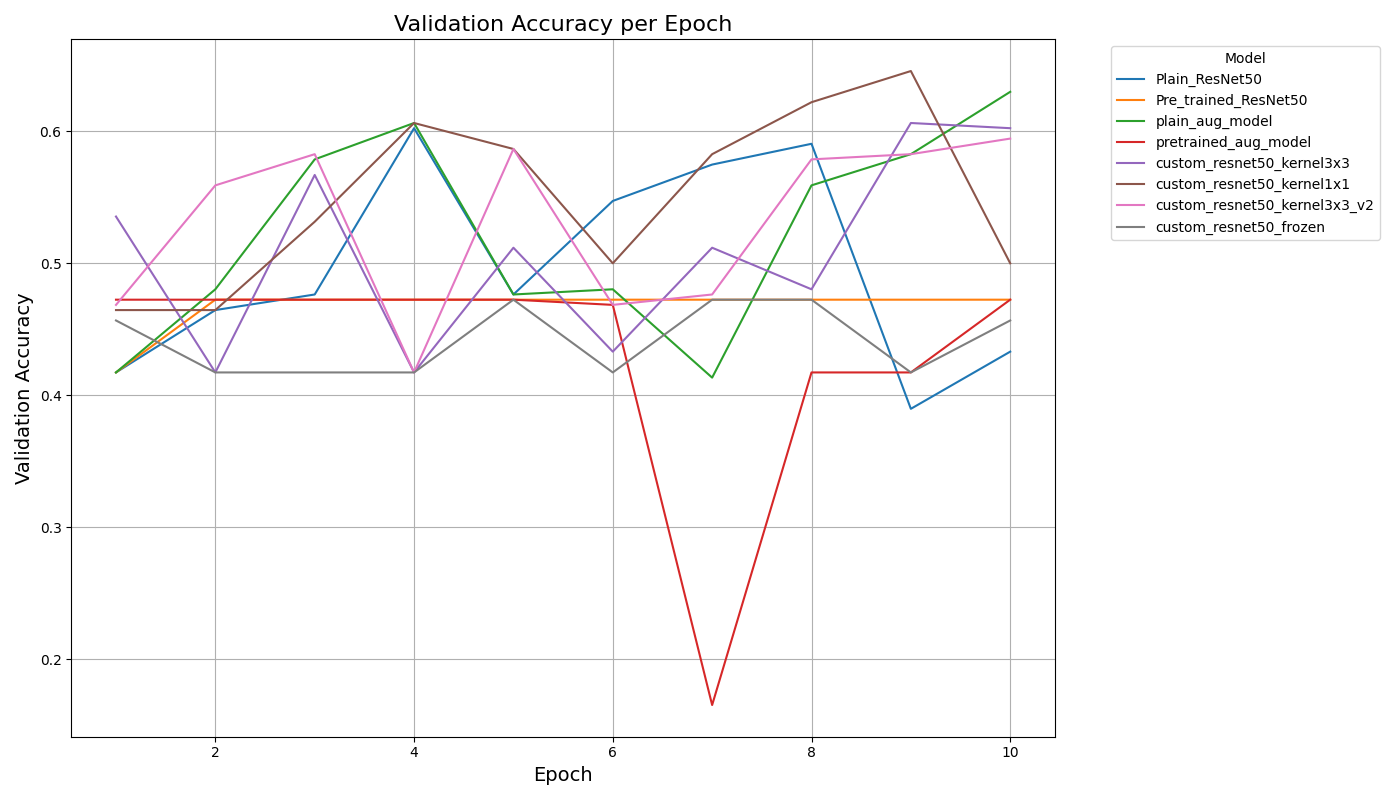 Validation Accuracy per Epoch
Validation Accuracy
0.6
0.5
0.4
0.3
0.2
2 4 6 8 10
Epoch
Model
Plain_ResNet50
Pre_trained_ResNet50
plain_aug_model
pretrained_aug_model
custom_resnet50_kernel3x3
custom_resnet50_kernel1x1
custom_resnet50_kernel3x3_v2
custom_resnet50_frozen